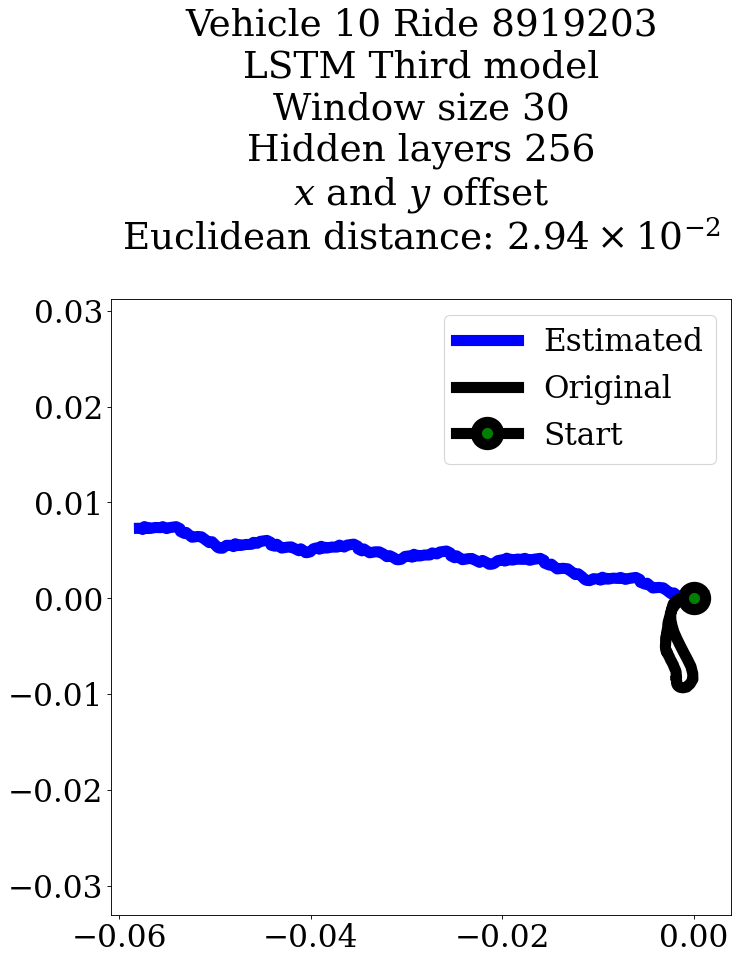 Vehicle 10 Ride 8919203
LSTM Third model
Window size 30
Hidden layers 256
x and y offset
Euclidean distance: 2.94 × 10⁻²
Estimated
Original
Start
0.03
0.02
0.01
0.00
−0.01
−0.02
−0.03
−0.06
−0.04
−0.02
0.00